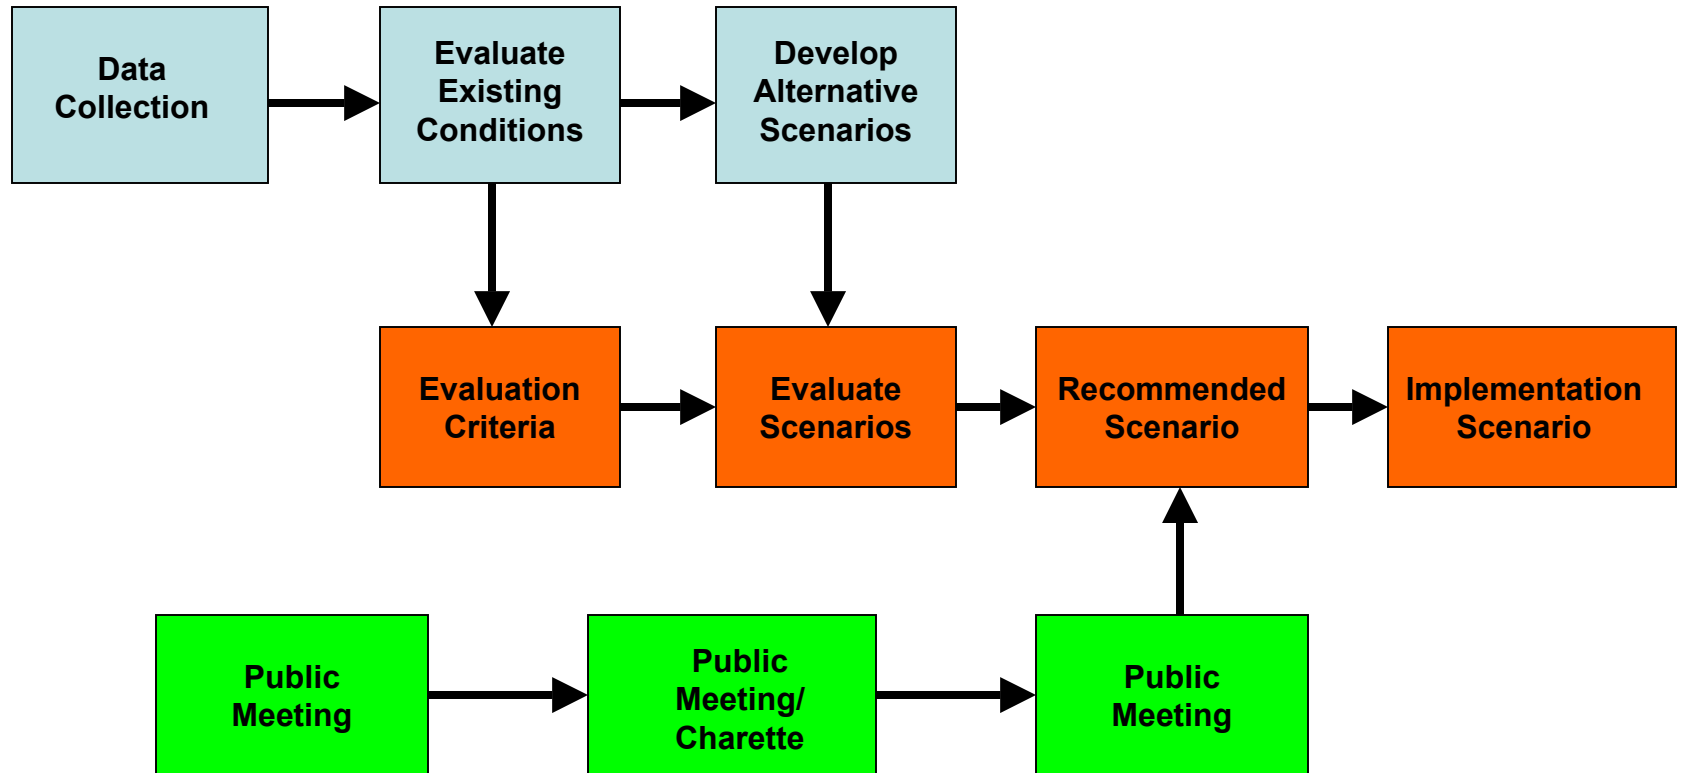 Data
Collection
Evaluate
Existing
Conditions
Develop
Alternative
Scenarios
Evaluation
Criteria
Evaluate
Scenarios
Recommended
Scenario
Implementation
Scenario
Public
Meeting
Public
Meeting/
Charette
Public
Meeting